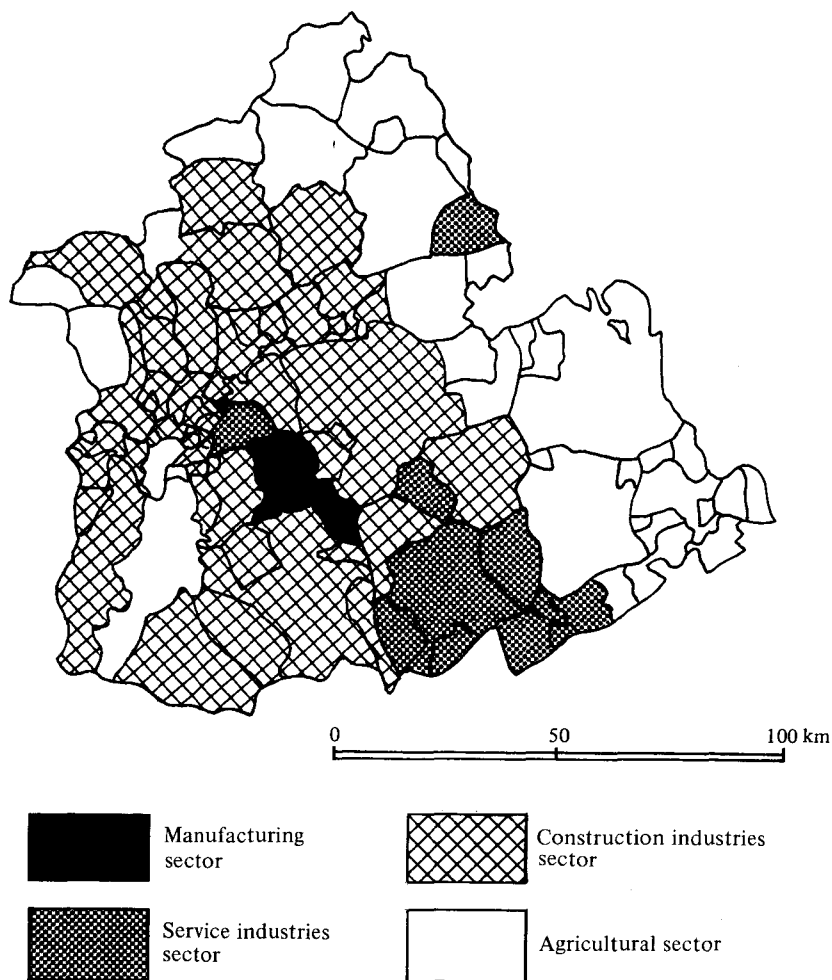 0 50 100 km
Manufacturing
sector
Construction industries
sector
Service industries
sector
Agricultural sector